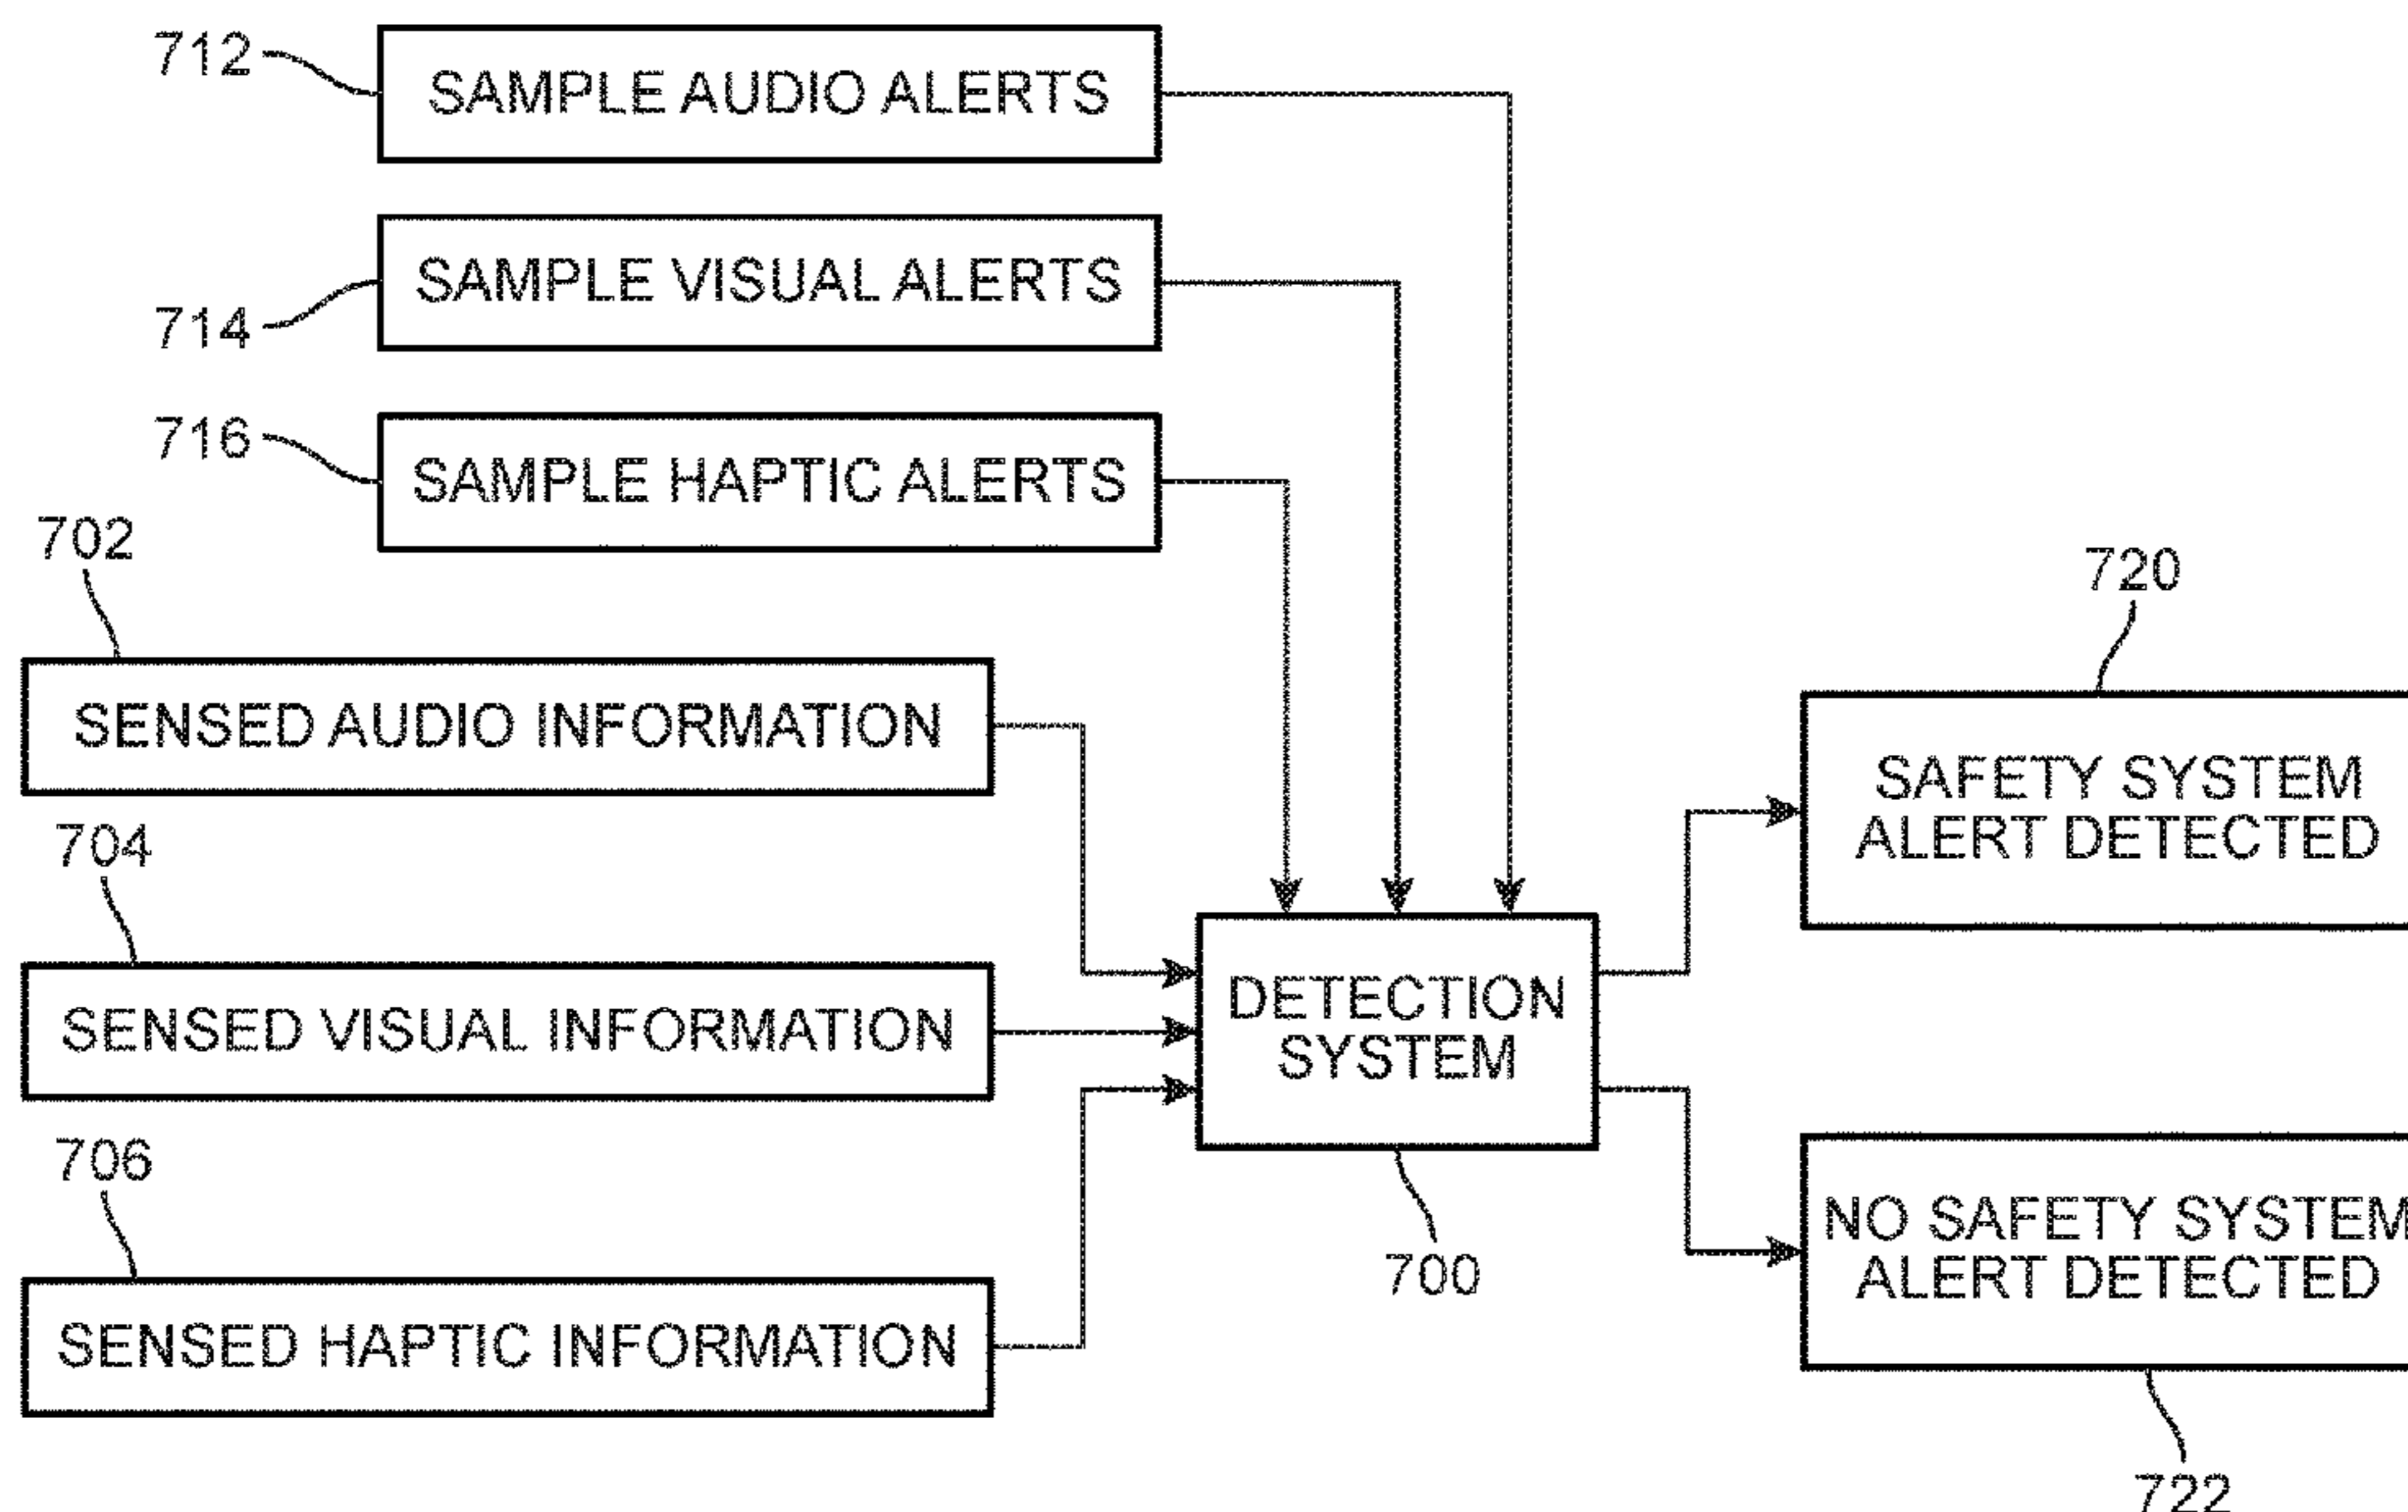 712
SAMPLE AUDIO ALERTS
SAMPLE VISUAL ALERTS
714
716
SAMPLE HAPTIC ALERTS
702
720
SENSED AUDIO INFORMATION
SAFETY SYSTEM
ALERT DETECTED
704
SENSED VISUAL INFORMATION
DETECTION
SYSTEM
706
NO SAFETY SYSTEM
ALERT DETECTED
700
SENSED HAPTIC INFORMATION
722